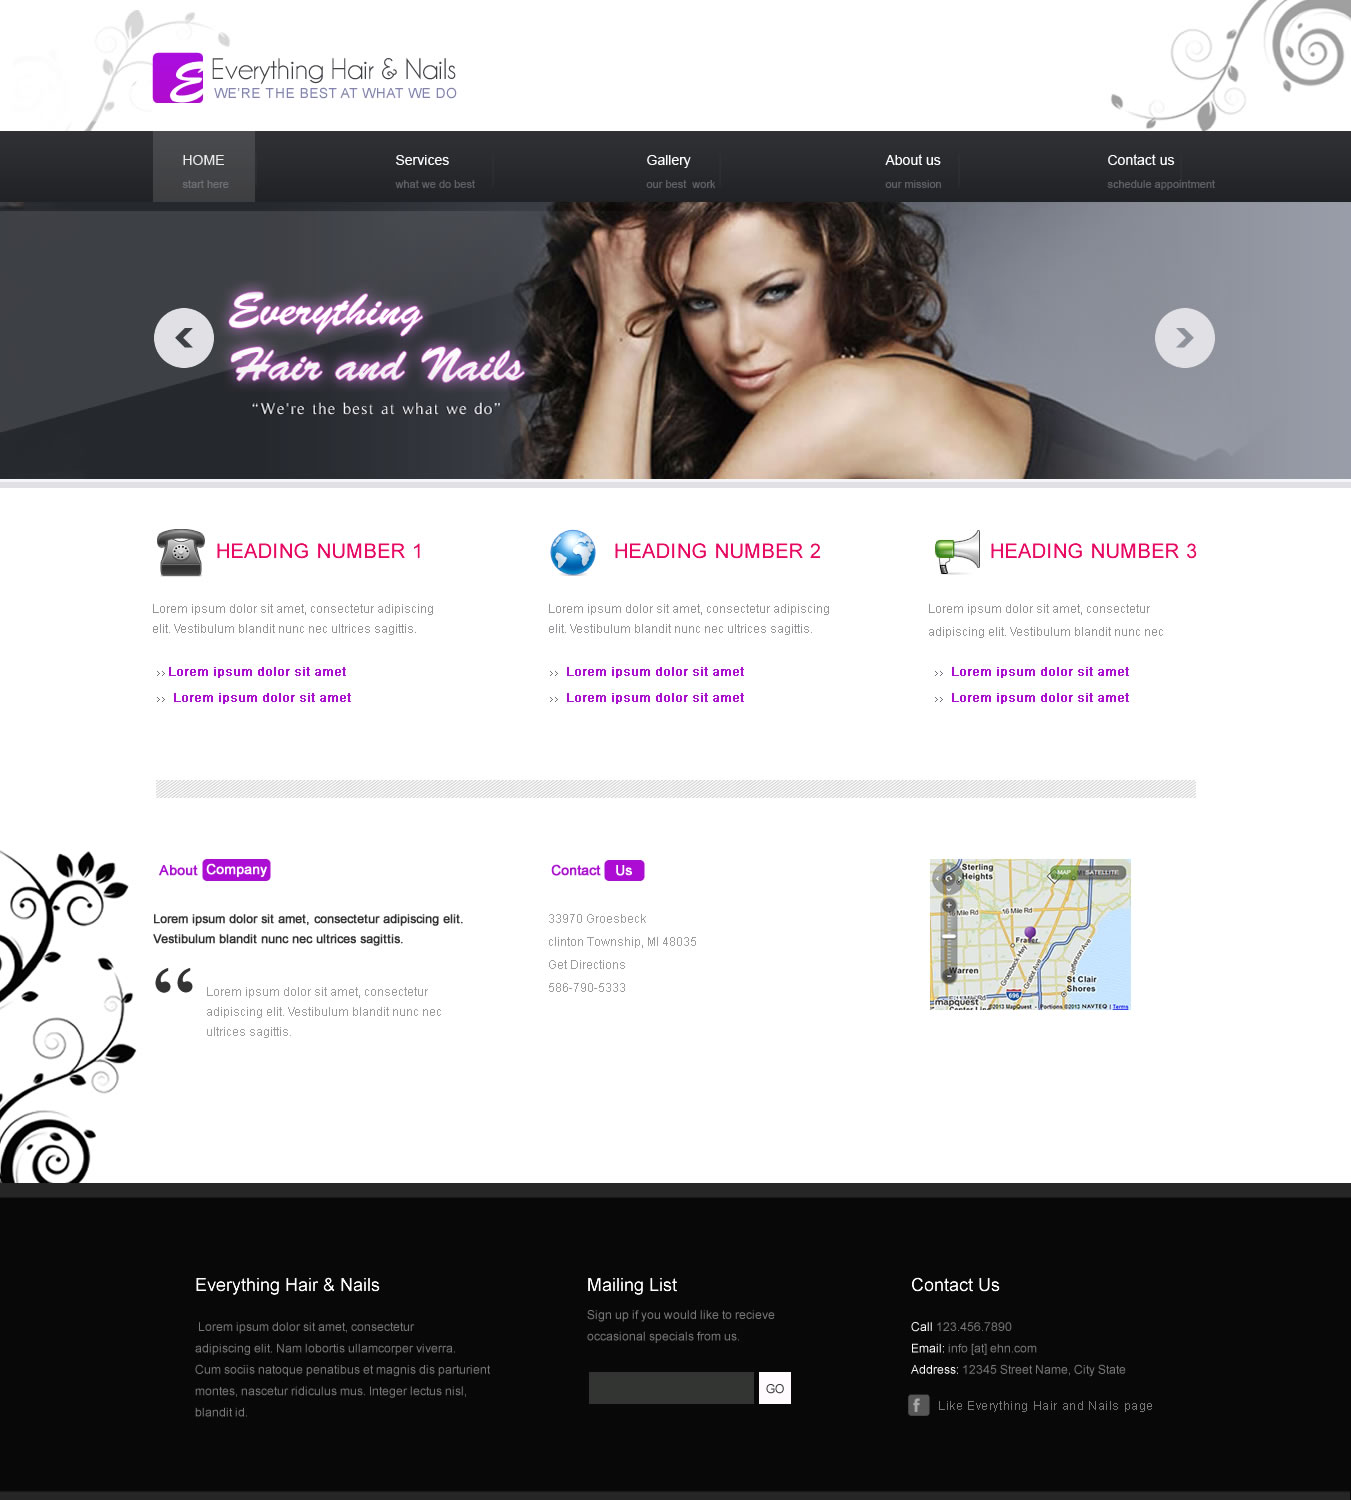 Everything Hair & Nails
WE'RE THE BEST AT WHAT WE DO
HOME
start here
Services
what we do best
Gallery
our best work
About us
our mission
Contact us
schedule appointment
Everything
Hair and Nails
“We're the best at what we do”
HEADING NUMBER 1
Lorem ipsum dolor sit amet, consectetur adipiscing
elit. Vestibulum blandit nunc nec ultrices sagittis.
Lorem ipsum dolor sit amet
Lorem ipsum dolor sit amet
HEADING NUMBER 2
Lorem ipsum dolor sit amet, consectetur adipiscing
elit. Vestibulum blandit nunc nec ultrices sagittis.
Lorem ipsum dolor sit amet
Lorem ipsum dolor sit amet
HEADING NUMBER 3
Lorem ipsum dolor sit amet, consectetur
adipiscing elit. Vestibulum blandit nunc nec
Lorem ipsum dolor sit amet
Lorem ipsum dolor sit amet
About Company
Lorem ipsum dolor sit amet, consectetur adipiscing elit.
Vestibulum blandit nunc nec ultrices sagittis.
“
Lorem ipsum dolor sit amet, consectetur
adipiscing elit. Vestibulum blandit nunc nec
ultrices sagittis.
Contact Us
33970 Groesbeck
clinton Township, MI 48035
Get Directions
586-790-5333
Sterling
Heights
MAP SATELLITE
Mile Rd
16 Mile Rd
Fraser
Groesbeck Hwy
Gratiot Ave
Jefferson Ave
Warren
St Clair
Shores
696
mapquest
Center Line
©2013 MapQuest - Portions ©2013 NAVTEQ | Terms
Everything Hair & Nails
Lorem ipsum dolor sit amet, consectetur
adipiscing elit. Nam lobortis ullamcorper viverra.
Cum sociis natoque penatibus et magnis dis parturient
montes, nascetur ridiculus mus. Integer lectus nisl,
blandit id.
Mailing List
Sign up if you would like to recieve
occasional specials from us.
GO
Contact Us
Call 123.456.7890
Email: info [at] ehn.com
Address: 12345 Street Name, City State
f Like Everything Hair and Nails page